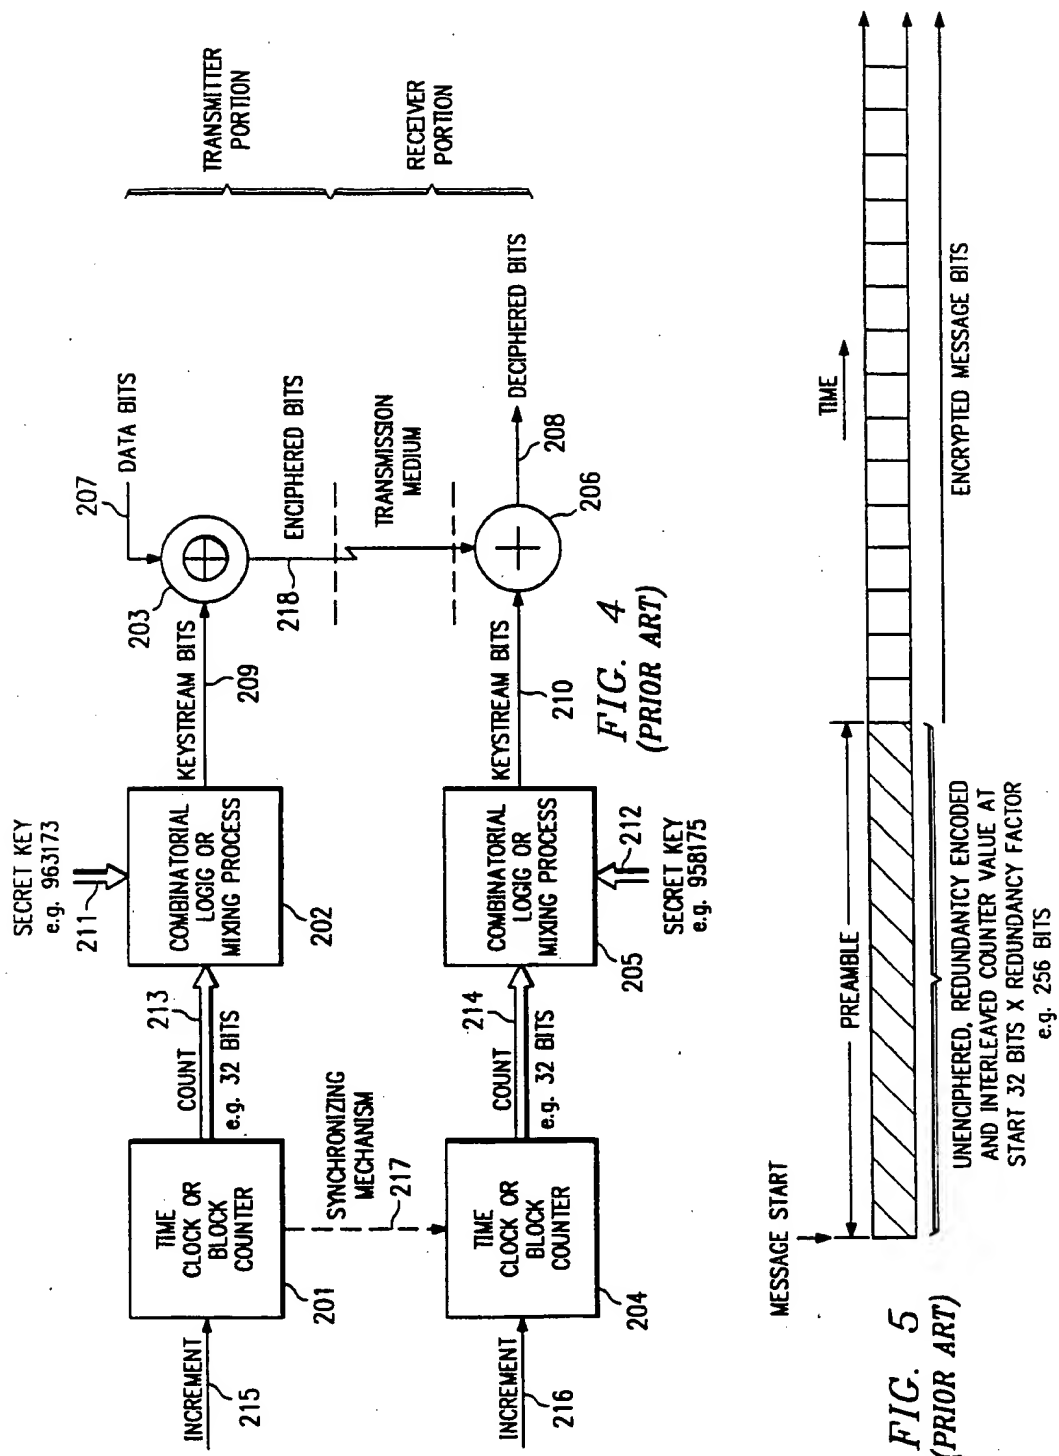 TRANSMITTER
PORTION
RECEIVER
PORTION
207
DATA BITS
203
KEYSTREAM BITS
209
218
ENCIPHERED BITS
TRANSMISSION
MEDIUM
SECRET KEY
e.g. 963173
211
COMBINATORIAL
LOGIG OR
MIXING PROCESS
202
213
COUNT
e.g. 32 BITS
TIME
CLOCK OR
BLOCK
COUNTER
201
INCREMENT
215
SYNCHRONIZING
MECHANISM
217
INCREMENT
216
TIME
CLOCK OR
BLOCK
COUNTER
204
214
COUNT
e.g. 32 BITS
COMBINATORIAL
LOGIC OR
MIXING PROCESS
205
212
SECRET KEY
e.g. 958175
KEYSTREAM BITS
210
206
208
DECIPHERED BITS
FIG. 4
(PRIOR ART)
MESSAGE START
PREAMBLE
TIME
UNENCIPHERED, REDUNDANTCY ENCODED
AND INTERLEAVED COUNTER VALUE AT
START 32 BITS X REDUNDANCY FACTOR
e.g. 256 BITS
ENCRYPTED MESSAGE BITS
FIG. 5
(PRIOR ART)